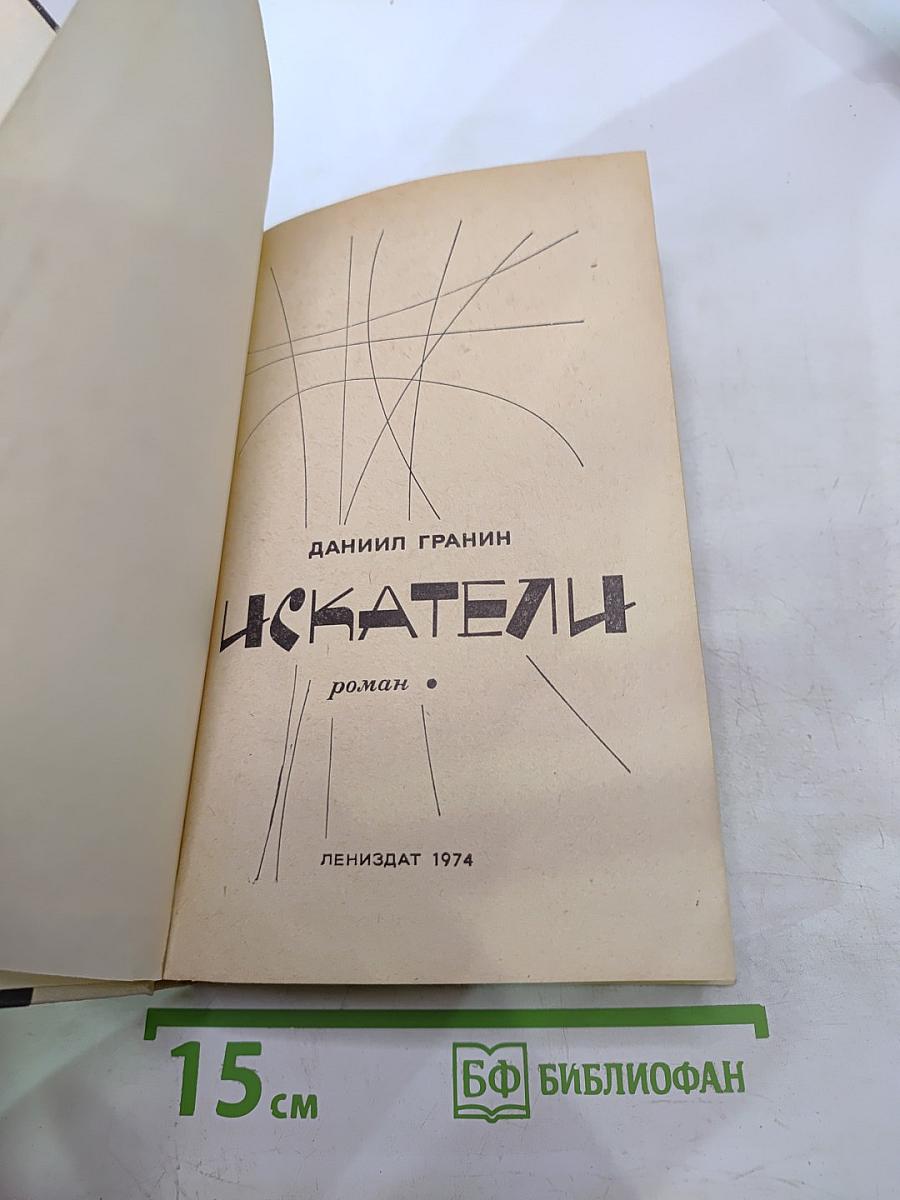 ДАНИИЛ ГРАНИН
ИСКАТЕЛИ
роман
ЛЕНИЗДАТ 1974
15 см
БФ БИБЛИОФАН